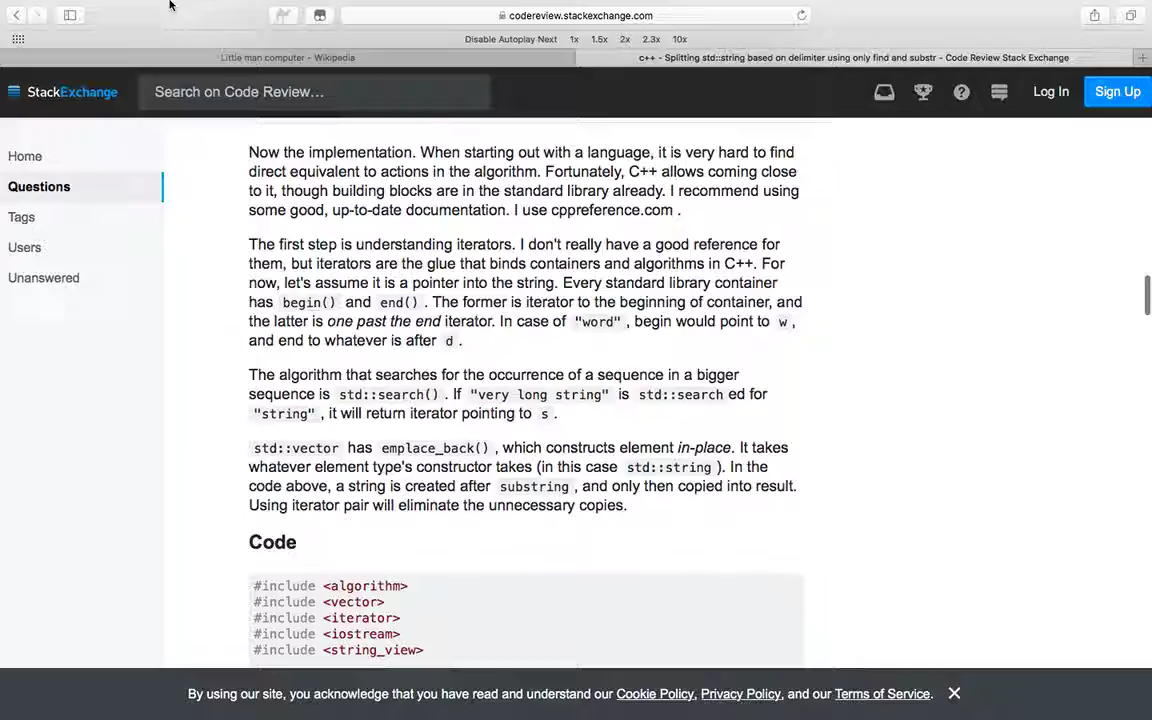 codereview.stackexchange.com
Disable Autoplay Next 1x 1.5x 2x 2.3x 10x
Little man computer - Wikipedia
c++ - Splitting std::string based on delimiter using only find and substr - Code Review Stack Exchange
StackExchange
Search on Code Review...
Log In
Sign Up
Home
Questions
Tags
Users
Unanswered
Now the implementation. When starting out with a language, it is very hard to find
direct equivalent to actions in the algorithm. Fortunately, C++ allows coming close
to it, though building blocks are in the standard library already. I recommend using
some good, up-to-date documentation. I use cppreference.com .
The first step is understanding iterators. I don't really have a good reference for
them, but iterators are the glue that binds containers and algorithms in C++. For
now, let's assume it is a pointer into the string. Every standard library container
has begin() and end() . The former is iterator to the beginning of container, and
the latter is one past the end iterator. In case of "word" , begin would point to w ,
and end to whatever is after d .
The algorithm that searches for the occurrence of a sequence in a bigger
sequence is std::search() . If "very long string" is std::search ed for
"string" , it will return iterator pointing to s .
std::vector has emplace_back() , which constructs element in-place. It takes
whatever element type's constructor takes (in this case std::string ). In the
code above, a string is created after substring , and only then copied into result.
Using iterator pair will eliminate the unnecessary copies.
Code
#include <algorithm>
#include <vector>
#include <iterator>
#include <iostream>
#include <string_view>
By using our site, you acknowledge that you have read and understand our Cookie Policy, Privacy Policy, and our Terms of Service.